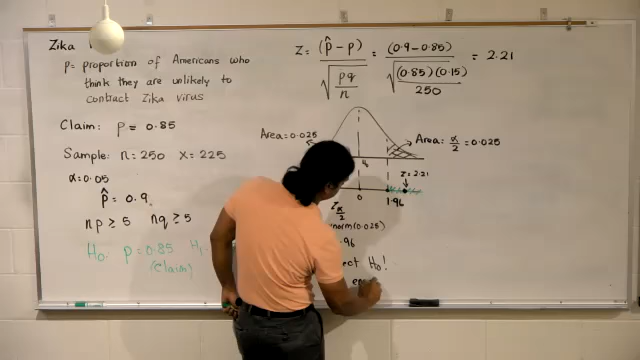 Zika
p = proportion of Americans who
think they are unlikely to
contract Zika virus
Claim: p = 0.85
Sample: n = 250 x = 225
α = 0.05
p̂ = 0.9
np ≥ 5 nq ≥ 5
H₀: p = 0.85 H₁
(claim)
Z = (p̂ - p) / √(pq/n) = (0.9 - 0.85) / √((0.85)(0.15)/250) = 2.21
Area = 0.025
Area: α/2 = 0.025
z = 2.21
0 1.96
z α/2
norm(0.025)
.96
ect H₀!